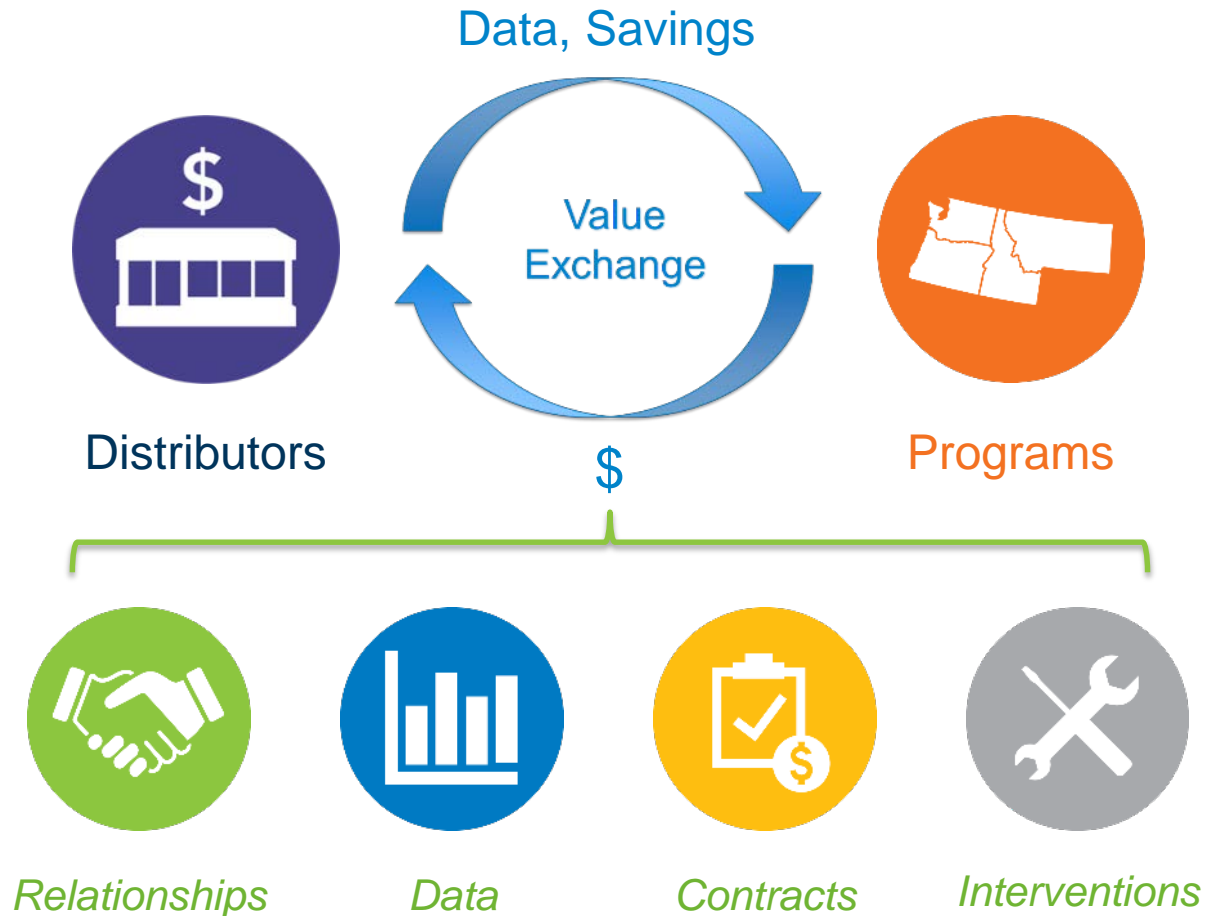 Data, Savings
$
Value
Exchange
Distributors
Programs
$
$
Relationships
Data
Contracts
Interventions